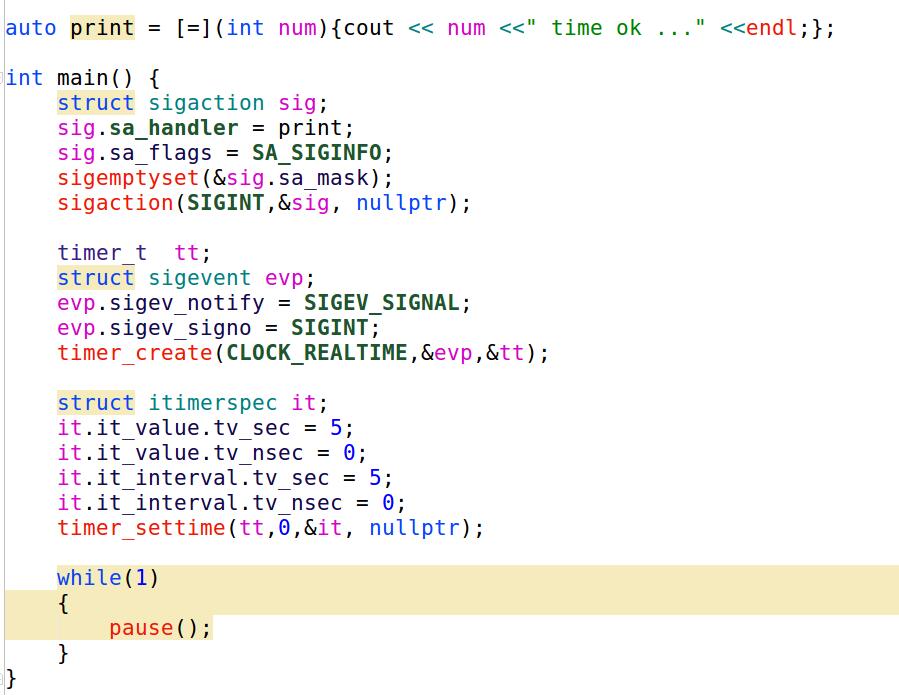 auto print = [=](int num){cout << num <<" time ok ..." <<endl;};
int main() {
    struct sigaction sig;
    sig.sa_handler = print;
    sig.sa_flags = SA_SIGINFO;
    sigemptyset(&sig.sa_mask);
    sigaction(SIGINT,&sig, nullptr);

    timer_t  tt;
    struct sigevent evp;
    evp.sigev_notify = SIGEV_SIGNAL;
    evp.sigev_signo = SIGINT;
    timer_create(CLOCK_REALTIME,&evp,&tt);

    struct itimerspec it;
    it.it_value.tv_sec = 5;
    it.it_value.tv_nsec = 0;
    it.it_interval.tv_sec = 5;
    it.it_interval.tv_nsec = 0;
    timer_settime(tt,0,&it, nullptr);

    while(1)
    {
        pause();
    }
}